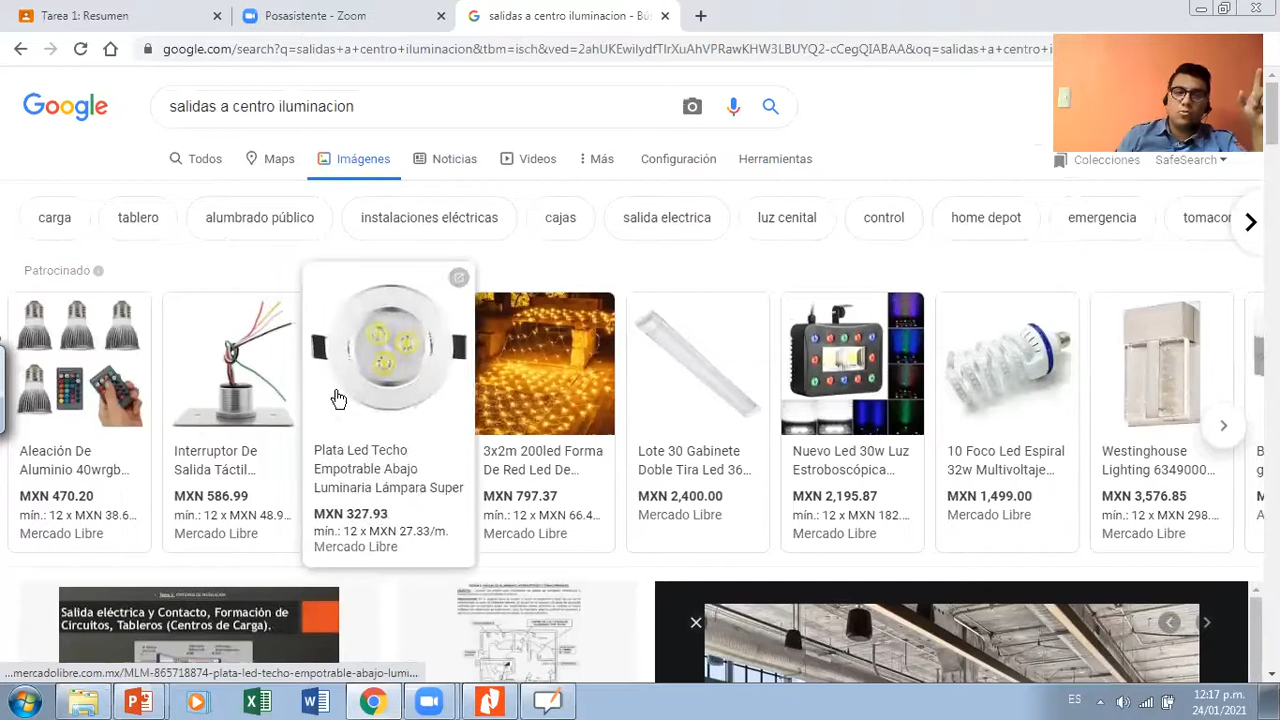 Tarea 1: Resumen
Posasistente - Zoom
salidas a centro iluminacion - Bús
google.com/search?q=salidas+a+centro+iluminacion&tbm=isch&ved=2ahUKEwilydfTlrXuAhVPRawKHW3LBUYQ2-cCegQIABAA&oq=salidas+a+centro+i
Google
salidas a centro iluminacion
Todos
Maps
Imágenes
Noticias
Videos
Más
Configuración
Herramientas
Colecciones
SafeSearch
carga
tablero
alumbrado público
instalaciones eléctricas
cajas
salida electrica
luz cenital
control
home depot
emergencia
tomacor
Patrocinado
Aleación De
Aluminio 40wrgb...
MXN 470.20
mín.: 12 x MXN 38.6...
Mercado Libre
Interruptor De
Salida Táctil...
MXN 586.99
mín.: 12 x MXN 48.9...
Mercado Libre
Plata Led Techo
Empotrable Abajo
Luminaria Lámpara Super
MXN 327.93
mín.: 12 x MXN 27.33/m.
Mercado Libre
3x2m 200led Forma
De Red Led De...
MXN 797.37
mín.: 12 x MXN 66.4...
Mercado Libre
Lote 30 Gabinete
Doble Tira Led 36...
MXN 2,400.00
Mercado Libre
Nuevo Led 30w Luz
Estroboscópica...
MXN 2,195.87
mín.: 12 x MXN 182....
Mercado Libre
10 Foco Led Espiral
32w Multivoltaje...
MXN 1,499.00
Mercado Libre
Westinghouse
Lighting 6349000...
MXN 3,576.85
mín.: 12 x MXN 298....
Mercado Libre
Salida eléctrica y Contacto, Formación de
Circuitos, Tableros (Centros de Carga).
...mercadolibre.com.mx/MLM-865718874-plata-led-techo-empotrable-abajo-lumi...
ES
12:17 p.m.
24/01/2021